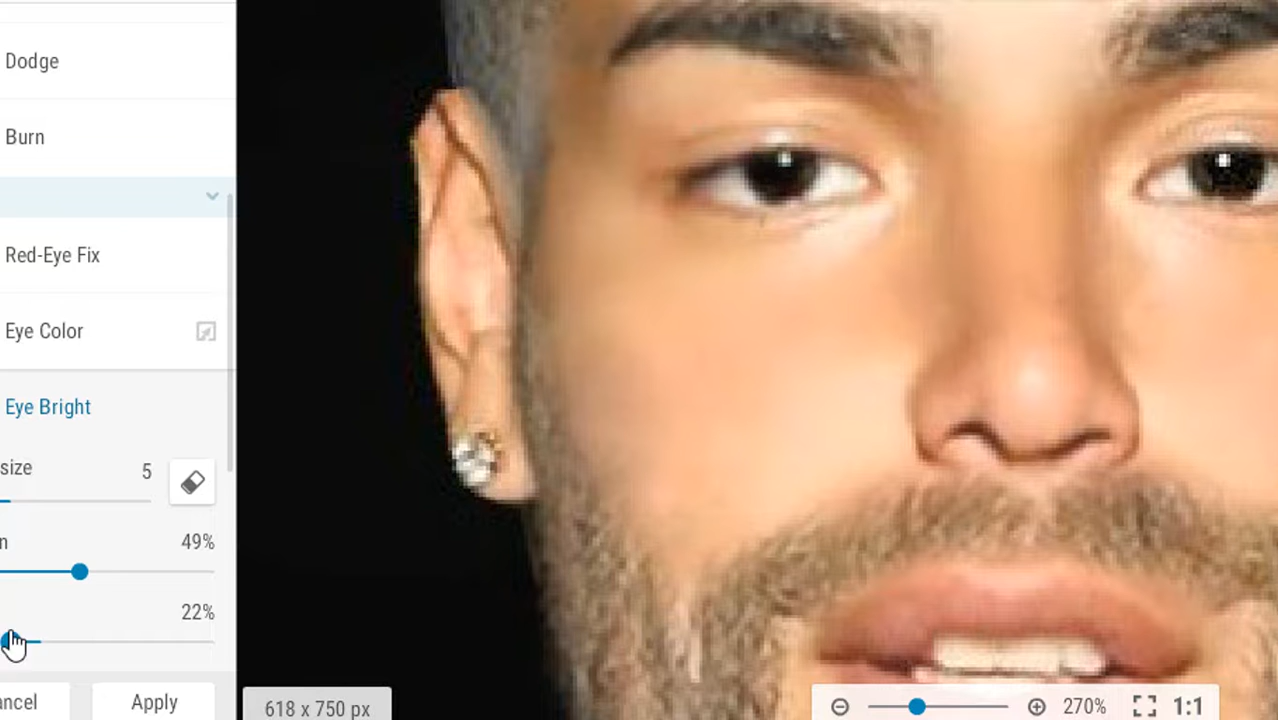 Dodge
Burn
Red-Eye Fix
Eye Color
Eye Bright
size 5
n 49%
22%
ancel Apply
618 x 750 px
270% 1:1